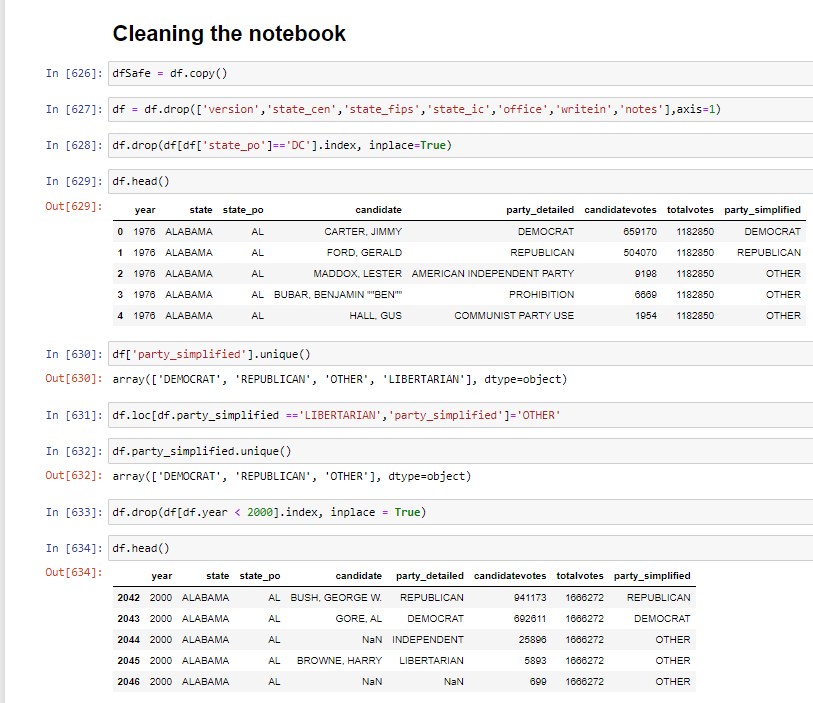 Cleaning the notebook
In [626]: dfSafe = df.copy()
In [627]: df = df.drop(['version','state_cen','state_fips','state_ic','office','writein','notes'],axis=1)
In [628]: df.drop(df[df['state_po']=='DC'].index, inplace=True)
In [629]: df.head()
Out[629]:
year state state_po candidate party_detailed candidatevotes totalvotes party_simplified
0 1976 ALABAMA AL CARTER, JIMMY DEMOCRAT 659170 1182850 DEMOCRAT
1 1976 ALABAMA AL FORD, GERALD REPUBLICAN 504070 1182850 REPUBLICAN
2 1976 ALABAMA AL MADDOX, LESTER AMERICAN INDEPENDENT PARTY 9198 1182850 OTHER
3 1976 ALABAMA AL BUBAR, BENJAMIN ""BEN"" PROHIBITION 6669 1182850 OTHER
4 1976 ALABAMA AL HALL, GUS COMMUNIST PARTY USE 1954 1182850 OTHER
In [630]: df['party_simplified'].unique()
Out[630]: array(['DEMOCRAT', 'REPUBLICAN', 'OTHER', 'LIBERTARIAN'], dtype=object)
In [631]: df.loc[df.party_simplified =='LIBERTARIAN','party_simplified']='OTHER'
In [632]: df.party_simplified.unique()
Out[632]: array(['DEMOCRAT', 'REPUBLICAN', 'OTHER'], dtype=object)
In [633]: df.drop(df[df.year < 2000].index, inplace = True)
In [634]: df.head()
Out[634]:
year state state_po candidate party_detailed candidatevotes totalvotes party_simplified
2042 2000 ALABAMA AL BUSH, GEORGE W. REPUBLICAN 941173 1666272 REPUBLICAN
2043 2000 ALABAMA AL GORE, AL DEMOCRAT 692611 1666272 DEMOCRAT
2044 2000 ALABAMA AL NaN INDEPENDENT 25896 1666272 OTHER
2045 2000 ALABAMA AL BROWNE, HARRY LIBERTARIAN 5893 1666272 OTHER
2046 2000 ALABAMA AL NaN NaN 699 1666272 OTHER